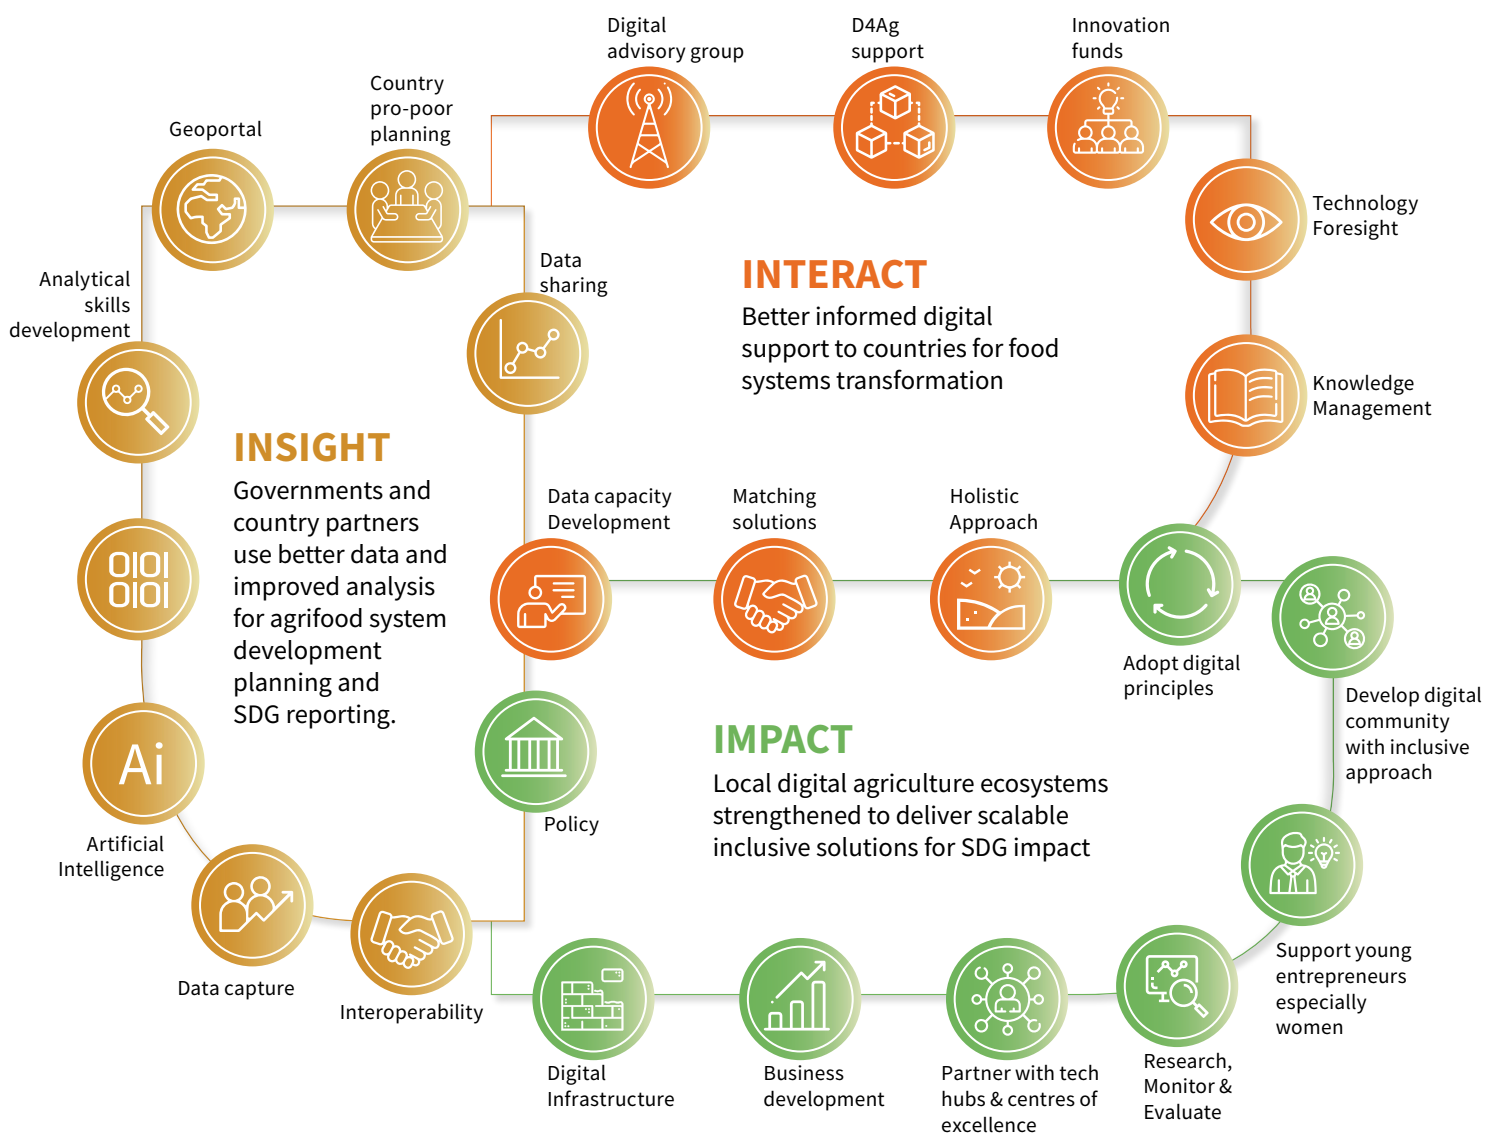 Digital
advisory group
D4Ag
support
Innovation
funds
Country
pro-poor
planning
Geoportal
Technology
Foresight
Data
sharing
Analytical
skills
development
INTERACT
Better informed digital
support to countries for food
systems transformation
Knowledge
Management
INSIGHT
Governments and
country partners
use better data and
improved analysis
for agrifood system
development
planning and
SDG reporting.
Data capacity
Development
Matching
solutions
Holistic
Approach
0101
0101
Adopt digital
principles
Develop digital
community
with inclusive
approach
IMPACT
Local digital agriculture ecosystems
strengthened to deliver scalable
inclusive solutions for SDG impact
Ai
Artificial
Intelligence
Policy
Data capture
Interoperability
Support young
entrepreneurs
especially
women
Digital
Infrastructure
Business
development
Partner with tech
hubs & centres of
excellence
Research,
Monitor &
Evaluate